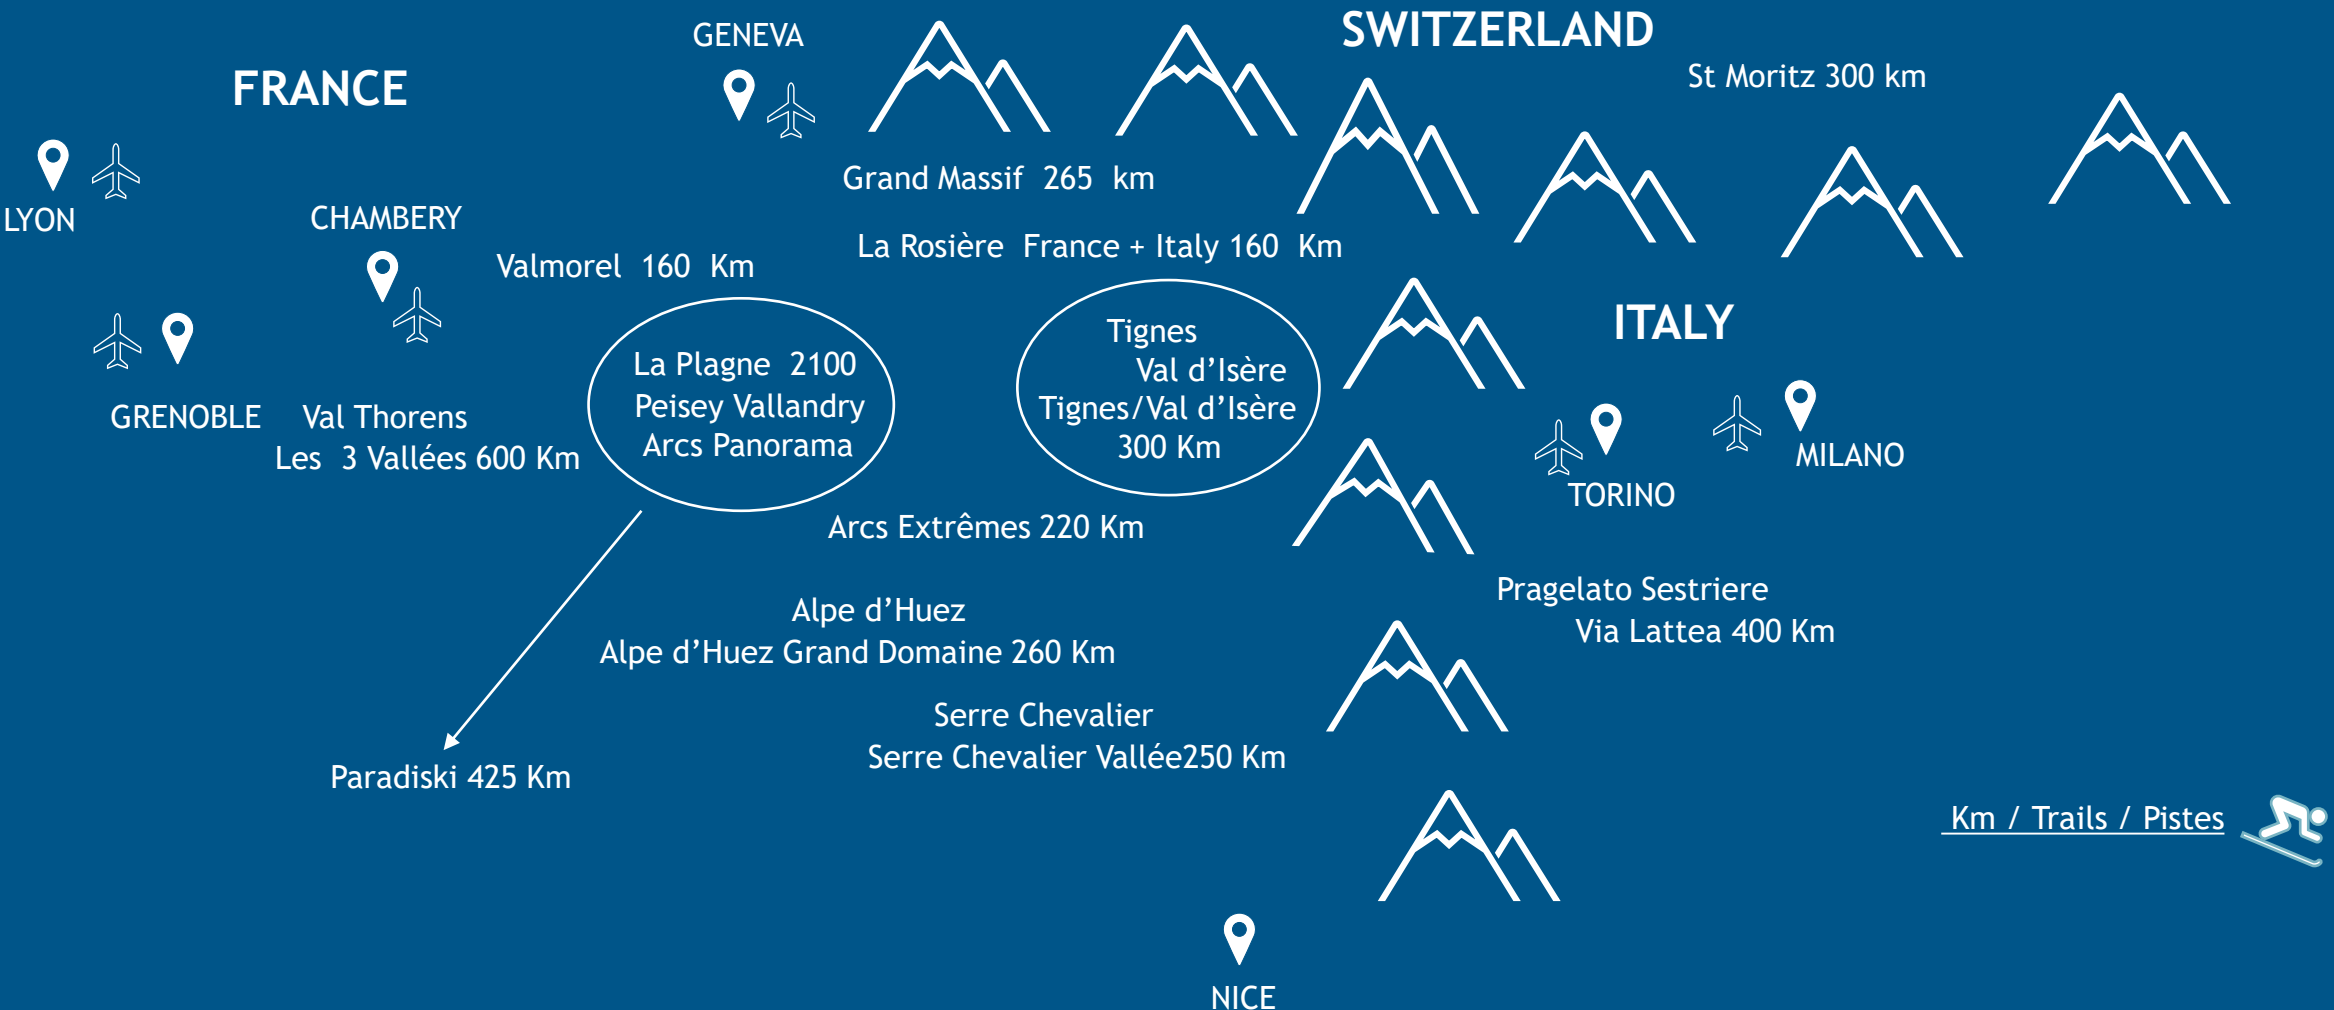 SWITZERLAND
GENEVA
St Moritz 300 km
FRANCE
Grand Massif 265 km
LYON
CHAMBERY
La Rosière France + Italy 160 Km
Valmorel 160 Km
ITALY
Tignes
Val d’Isère
Tignes/Val d’Isère
300 Km
La Plagne 2100
Peisey Vallandry
Arcs Panorama
GRENOBLE
Val Thorens
Les 3 Vallées 600 Km
MILANO
TORINO
Arcs Extrêmes 220 Km
Pragelato Sestriere
Via Lattea 400 Km
Alpe d’Huez
Alpe d’Huez Grand Domaine 260 Km
Serre Chevalier
Serre Chevalier Vallée250 Km
Paradiski 425 Km
Km / Trails / Pistes
NICE